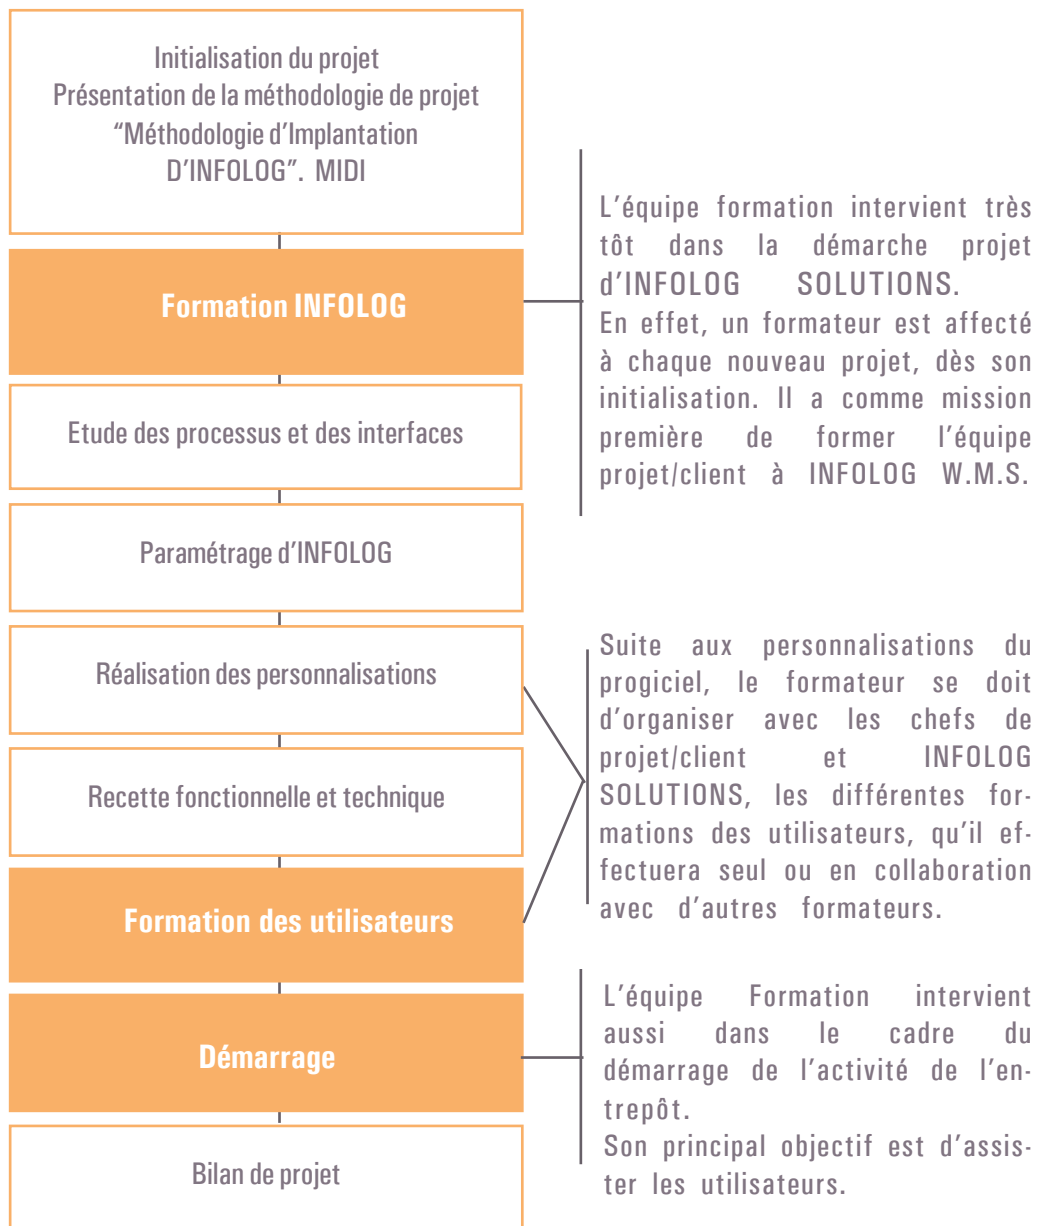 Initialisation du projet
Présentation de la méthodologie de projet
“Méthodologie d’Implantation
D’INFOLOG”. MIDI
Formation INFOLOG
L’équipe formation intervient très
tôt dans la démarche projet
d’INFOLOG SOLUTIONS.
En effet, un formateur est affecté
à chaque nouveau projet, dès son
initialisation. Il a comme mission
première de former l’équipe
projet/client à INFOLOG W.M.S.
Etude des processus et des interfaces
Paramétrage d’INFOLOG
Réalisation des personnalisations
Recette fonctionnelle et technique
Formation des utilisateurs
Suite aux personnalisations du
progiciel, le formateur se doit
d’organiser avec les chefs de
projet/client et INFOLOG
SOLUTIONS, les différentes for-
mations des utilisateurs, qu’il ef-
fectuera seul ou en collaboration
avec d’autres formateurs.
Démarrage
L’équipe Formation intervient
aussi dans le cadre du
démarrage de l’activité de l’en-
trepôt.
Son principal objectif est d’assis-
ter les utilisateurs.
Bilan de projet